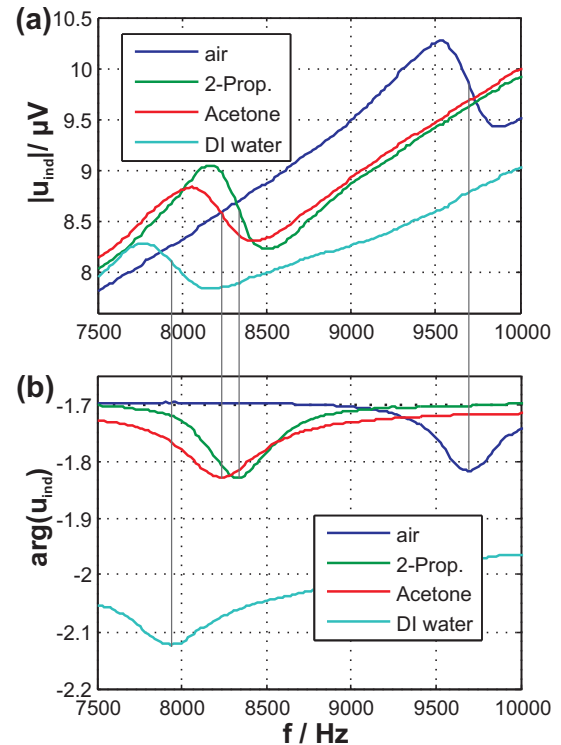 (a)
10.5
10
9.5
9
8.5
8
|u_ind|/ µV
air
2-Prop.
Acetone
DI water
7500 8000 8500 9000 9500 10000
(b)
-1.7
-1.8
-1.9
-2
-2.1
-2.2
arg(u_ind)
air
2-Prop.
Acetone
DI water
7500 8000 8500 9000 9500 10000
f / Hz